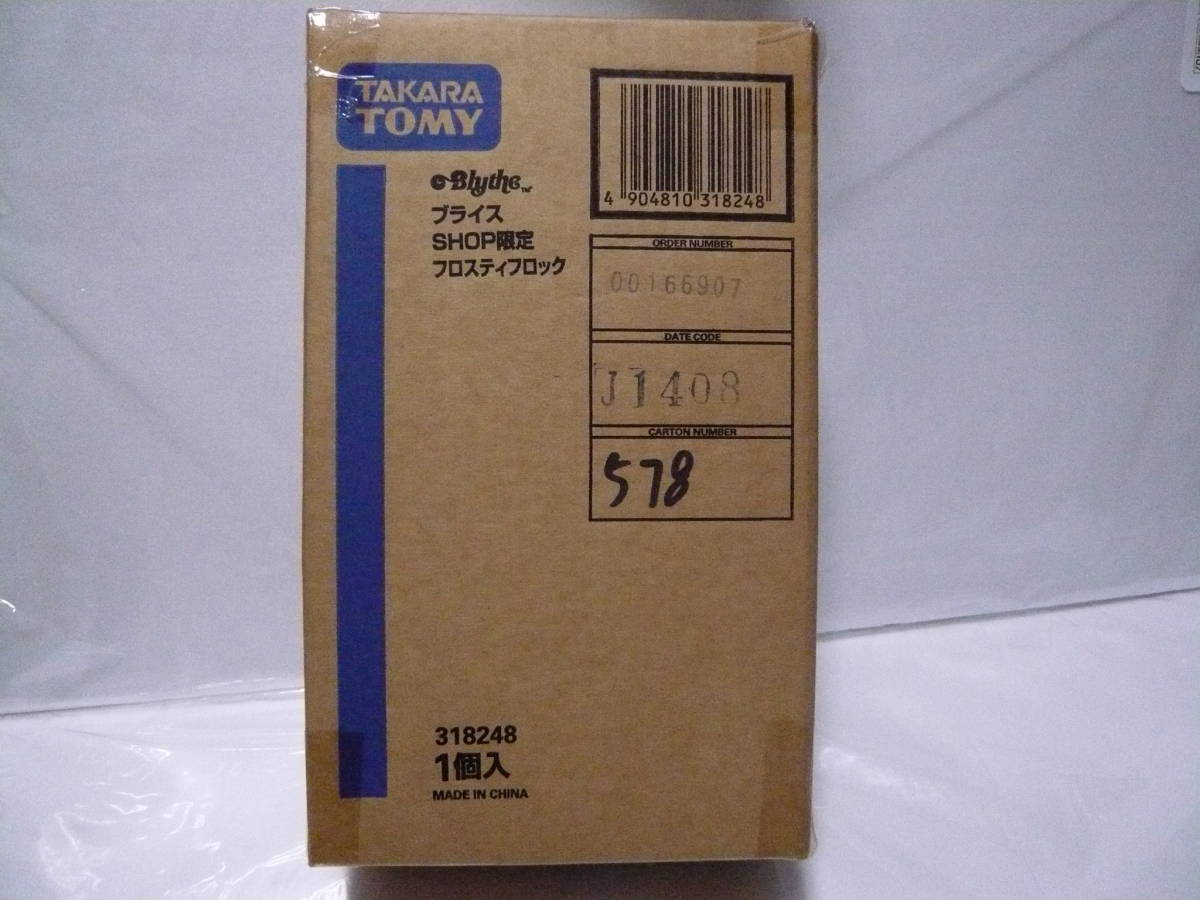 TAKARA
TOMY
Blythe™
ブライス
SHOP限定
フロスティフロック
4 904810 318248
ORDER NUMBER
00166907
DATE CODE
J1408
CARTON NUMBER
578
318248
1個入
MADE IN CHINA